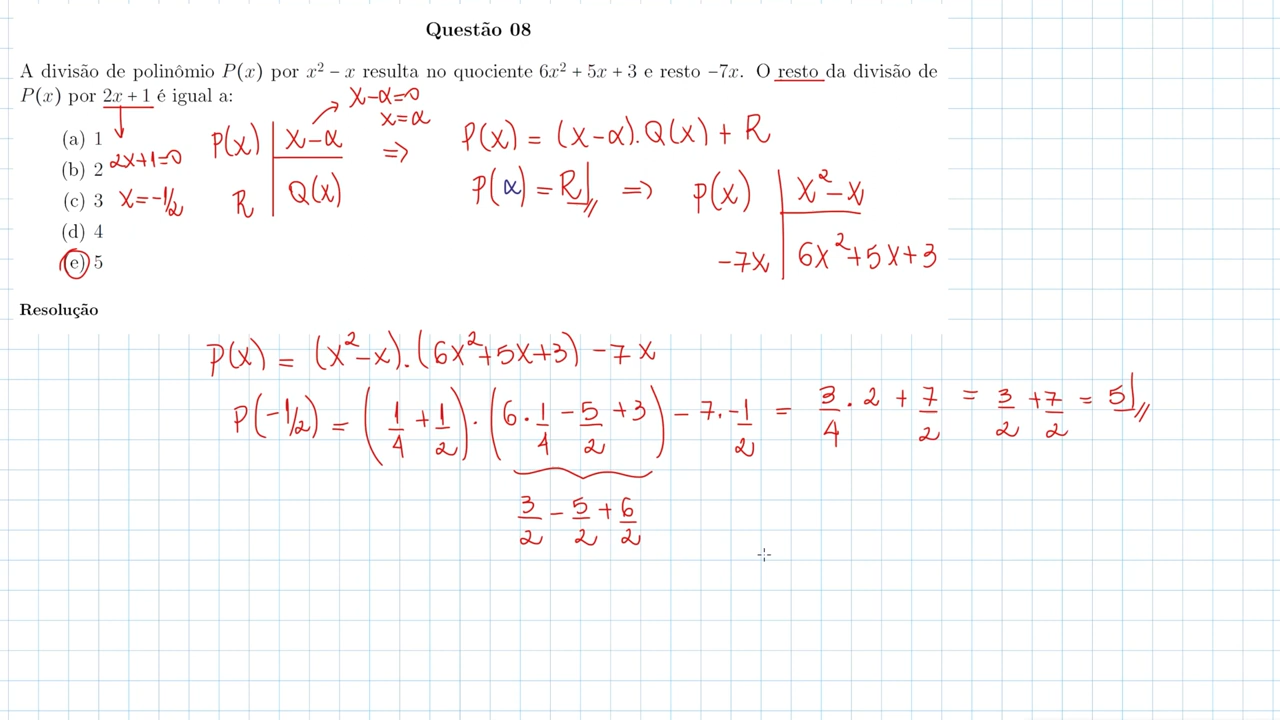 Questão 08
A divisão de polinômio P(x) por x² − x resulta no quociente 6x² + 5x + 3 e resto −7x. O resto da divisão de
P(x) por 2x + 1 é igual a:
(a) 1
(b) 2
(c) 3
(d) 4
(e) 5
2x+1=0
x=-1/2
P(x) | x-α
R | Q(x)
x-α=0
x=α
⇒ P(x) = (x-α).Q(x) + R
P(α) = R ⇒
P(x) | x²-x
-7x | 6x²+5x+3
Resolução
P(x) = (x²-x).(6x²+5x+3) -7x
P(-1/2) = (1/4 + 1/2).(6.1/4 - 5/2 + 3) - 7.-1/2 = 3/4 . 2 + 7/2 = 3/2 + 7/2 = 5
3/2 - 5/2 + 6/2